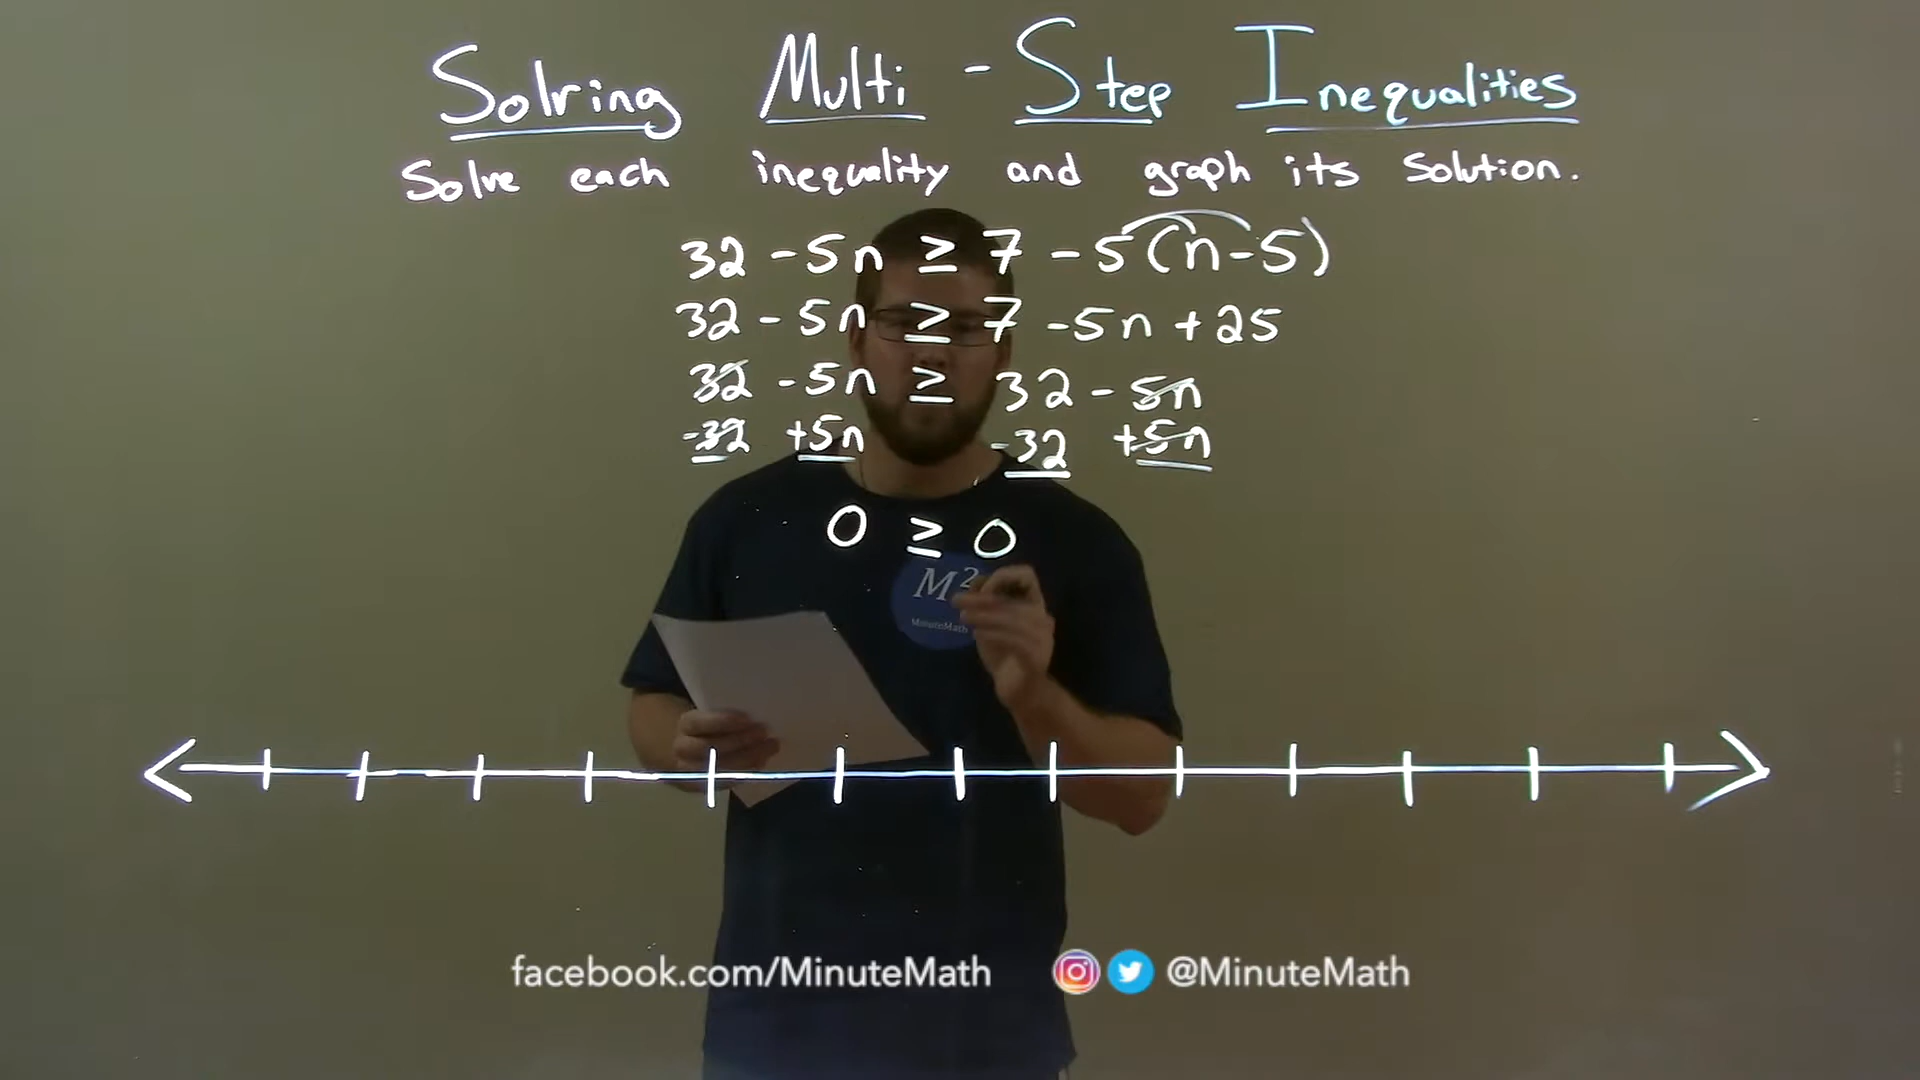 Solving Multi-Step Inequalities
Solve each inequality and graph its solution.
32 - 5n ≥ 7 - 5(n-5)
32 - 5n ≥ 7 - 5n + 25
32 - 5n ≥ 32 - 5n
-32 +5n -32 +5n
0 ≥ 0
M²
MinuteMath
facebook.com/MinuteMath @MinuteMath